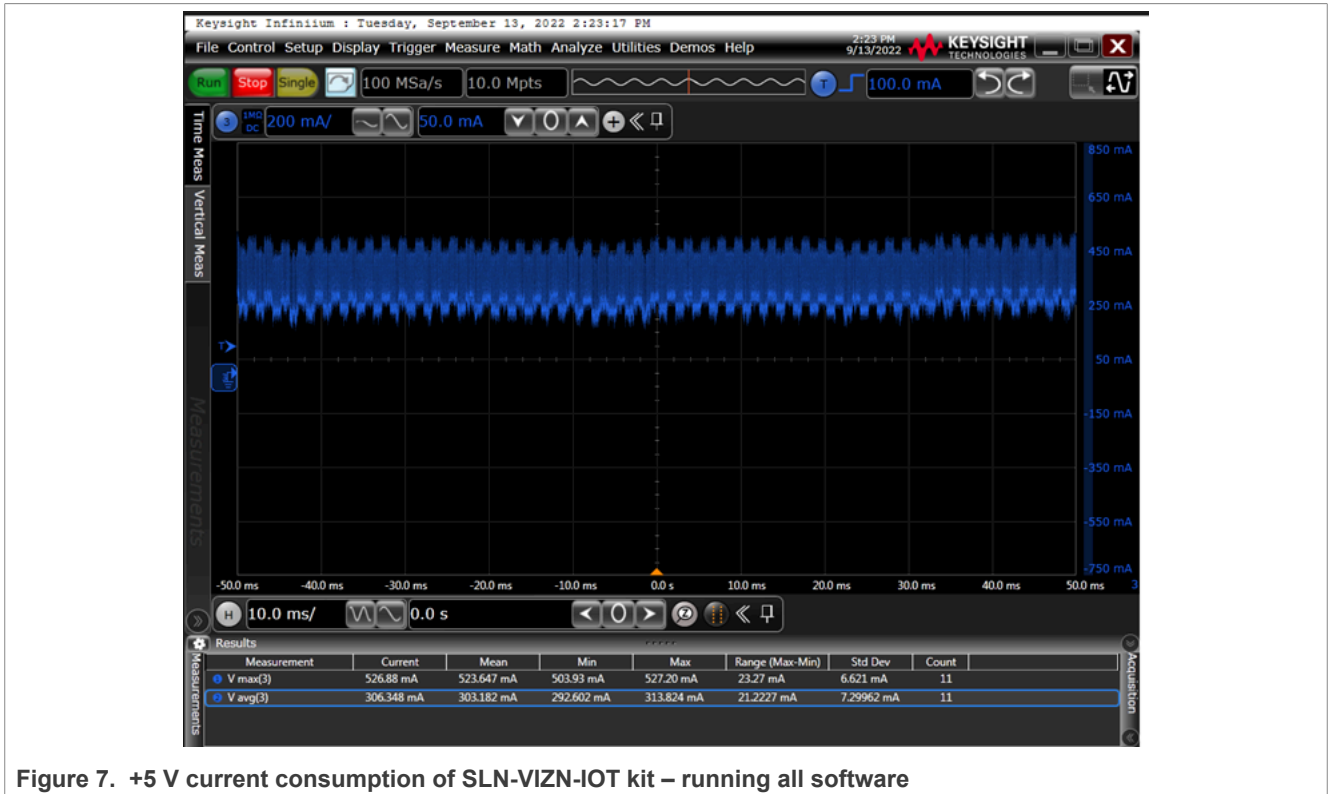 Keysight Infiniium : Tuesday, September 13, 2022 2:23:17 PM
File Control Setup Display Trigger Measure Math Analyze Utilities Demos Help
2:23 PM
9/13/2022
KEYSIGHT
TECHNOLOGIES
Run Stop Single 100 MSa/s 10.0 Mpts T 100.0 mA
3 1MΩ DC 200 mA/ 50.0 mA 0
Time Meas
Vertical Meas
Measurements
850 mA
650 mA
450 mA
250 mA
T
50 mA
-150 mA
-350 mA
-550 mA
-750 mA
-50.0 ms -40.0 ms -30.0 ms -20.0 ms -10.0 ms 0.0 s 10.0 ms 20.0 ms 30.0 ms 40.0 ms 50.0 ms 3
H 10.0 ms/ 0.0 s 0 Z
Results
Measurements
Acquisition
Measurement Current Mean Min Max Range (Max-Min) Std Dev Count
1 V max(3) 526.88 mA 523.647 mA 503.93 mA 527.20 mA 23.27 mA 6.621 mA 11
2 V avg(3) 306.348 mA 303.182 mA 292.602 mA 313.824 mA 21.2227 mA 7.29962 mA 11
Figure 7. +5 V current consumption of SLN-VIZN-IOT kit – running all software